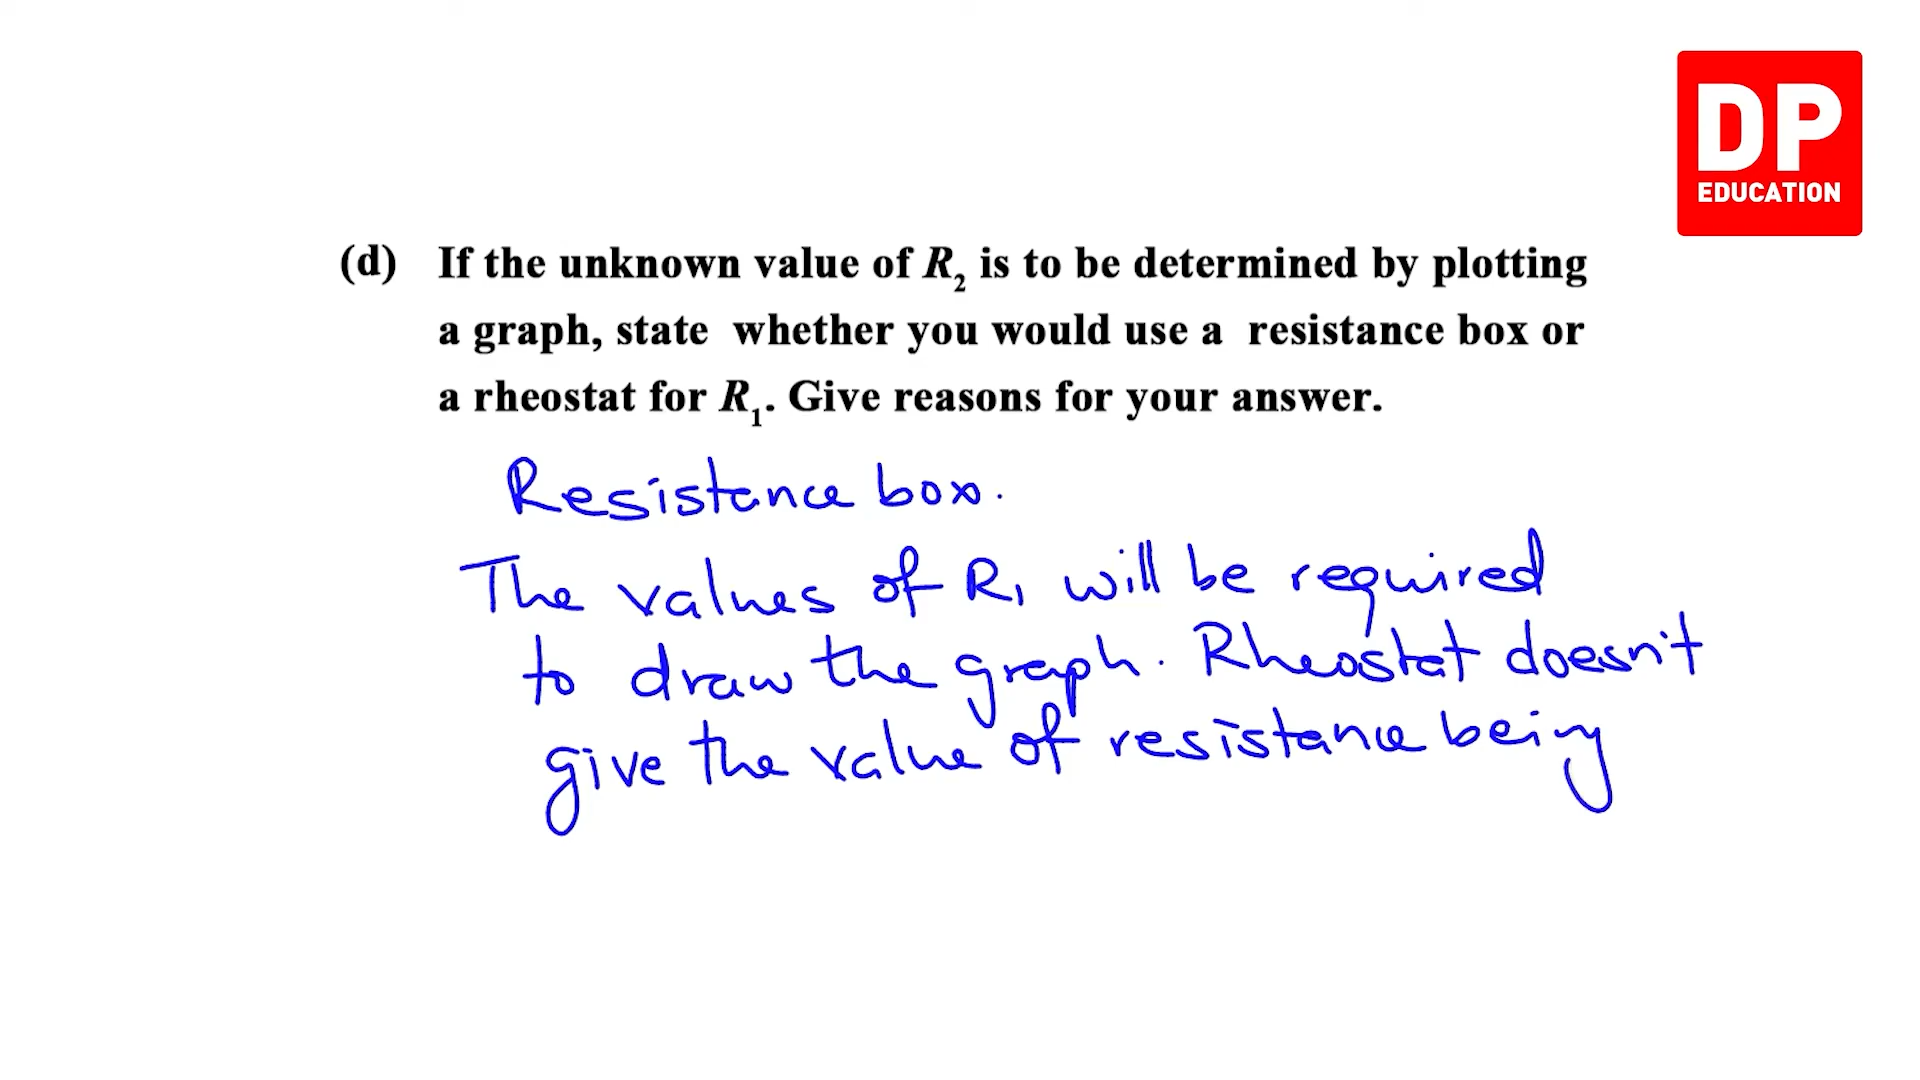 DP
EDUCATION
(d) If the unknown value of R₂ is to be determined by plotting
a graph, state whether you would use a resistance box or
a rheostat for R₁. Give reasons for your answer.
Resistance box.
The values of R₁ will be required
to draw the graph. Rheostat doesn't
give the value of resistance being